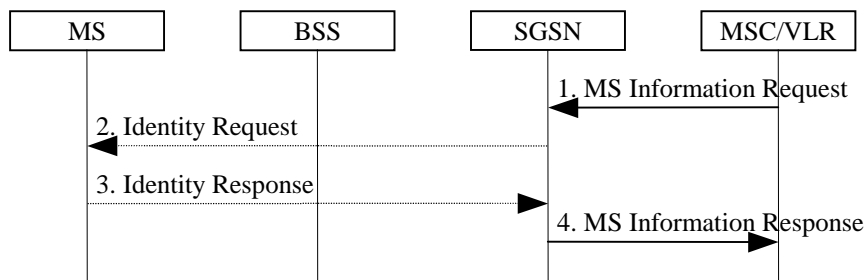 MS BSS SGSN MSC/VLR
1. MS Information Request
2. Identity Request
3. Identity Response
4. MS Information Response